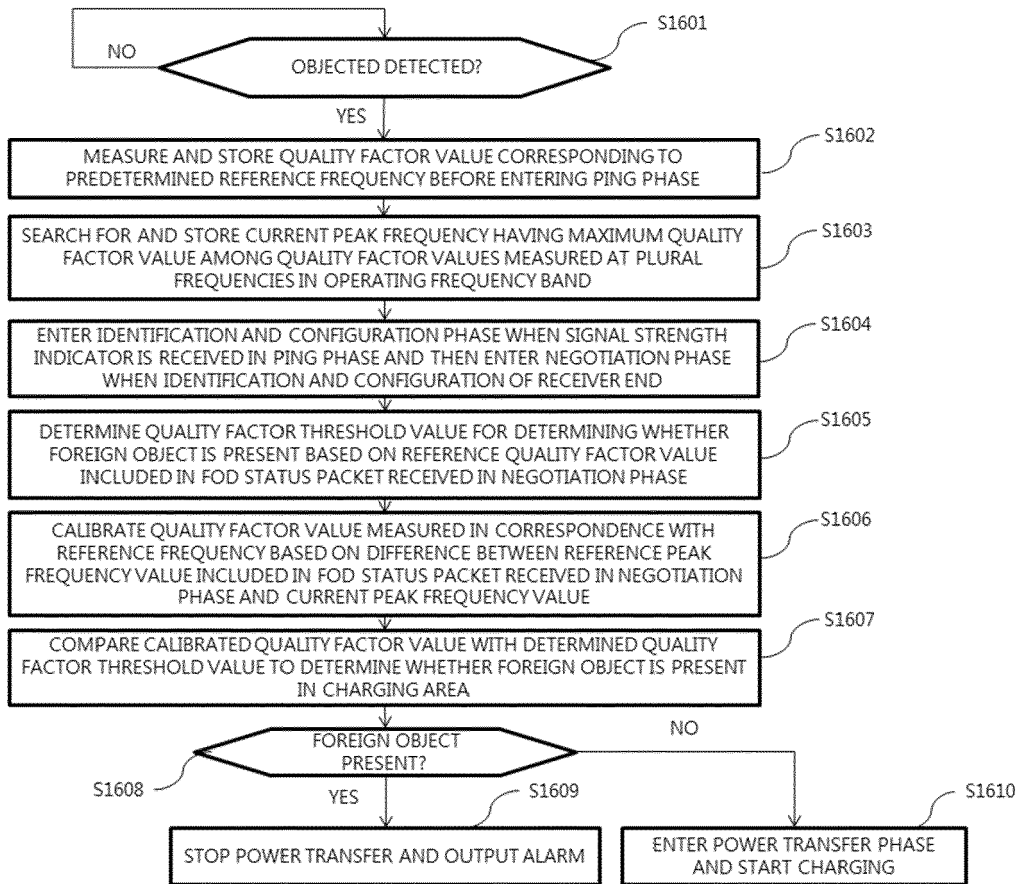 S1601
NO
OBJECTED DETECTED?
YES
S1602
MEASURE AND STORE QUALITY FACTOR VALUE CORRESPONDING TO
PREDETERMINED REFERENCE FREQUENCY BEFORE ENTERING PING PHASE
S1603
SEARCH FOR AND STORE CURRENT PEAK FREQUENCY HAVING MAXIMUM QUALITY
FACTOR VALUE AMONG QUALITY FACTOR VALUES MEASURED AT PLURAL
FREQUENCIES IN OPERATING FREQUENCY BAND
S1604
ENTER IDENTIFICATION AND CONFIGURATION PHASE WHEN SIGNAL STRENGTH
INDICATOR IS RECEIVED IN PING PHASE AND THEN ENTER NEGOTIATION PHASE
WHEN IDENTIFICATION AND CONFIGURATION OF RECEIVER END
S1605
DETERMINE QUALITY FACTOR THRESHOLD VALUE FOR DETERMINING WHETHER
FOREIGN OBJECT IS PRESENT BASED ON REFERENCE QUALITY FACTOR VALUE
INCLUDED IN FOD STATUS PACKET RECEIVED IN NEGOTIATION PHASE
S1606
CALIBRATE QUALITY FACTOR VALUE MEASURED IN CORRESPONDENCE WITH
REFERENCE FREQUENCY BASED ON DIFFERENCE BETWEEN REFERENCE PEAK
FREQUENCY VALUE INCLUDED IN FOD STATUS PACKET RECEIVED IN NEGOTIATION
PHASE AND CURRENT PEAK FREQUENCY VALUE
S1607
COMPARE CALIBRATED QUALITY FACTOR VALUE WITH DETERMINED QUALITY
FACTOR THRESHOLD VALUE TO DETERMINE WHETHER FOREIGN OBJECT IS PRESENT
IN CHARGING AREA
FOREIGN OBJECT
PRESENT?
NO
S1608
YES
S1609
S1610
STOP POWER TRANSFER AND OUTPUT ALARM
ENTER POWER TRANSFER PHASE
AND START CHARGING